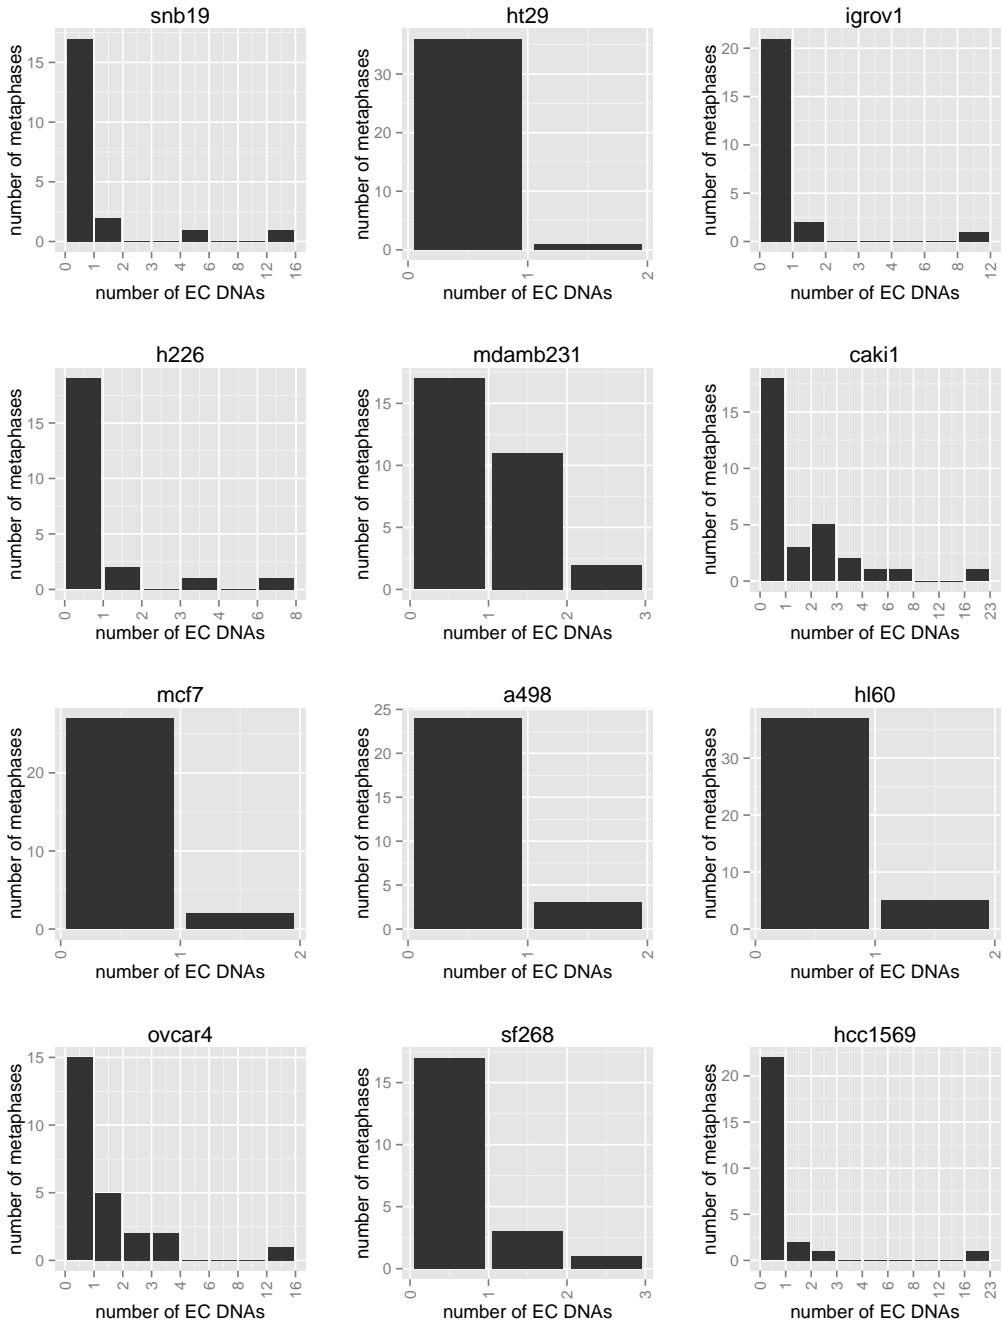 snb19
number of metaphases
15
10
5
0
0 1 2 3 4 6 8 12 16
number of EC DNAs
ht29
number of metaphases
30
20
10
0
0 1 2
number of EC DNAs
igrov1
number of metaphases
20
15
10
5
0
0 1 2 3 4 6 8 12
number of EC DNAs
h226
number of metaphases
15
10
5
0
0 1 2 3 4 6 8
number of EC DNAs
mdamb231
number of metaphases
15
10
5
0
0 1 2 3
number of EC DNAs
caki1
number of metaphases
15
10
5
0
0 1 2 3 4 6 8 12 16 23
number of EC DNAs
mcf7
number of metaphases
20
10
0
0 1 2
number of EC DNAs
a498
number of metaphases
25
20
15
10
5
0
0 1 2
number of EC DNAs
hl60
number of metaphases
30
20
10
0
0 1 2
number of EC DNAs
ovcar4
number of metaphases
15
10
5
0
0 1 2 3 4 6 8 12 16
number of EC DNAs
sf268
number of metaphases
15
10
5
0
0 1 2 3
number of EC DNAs
hcc1569
number of metaphases
20
15
10
5
0
0 1 2 3 4 6 8 12 16 23
number of EC DNAs